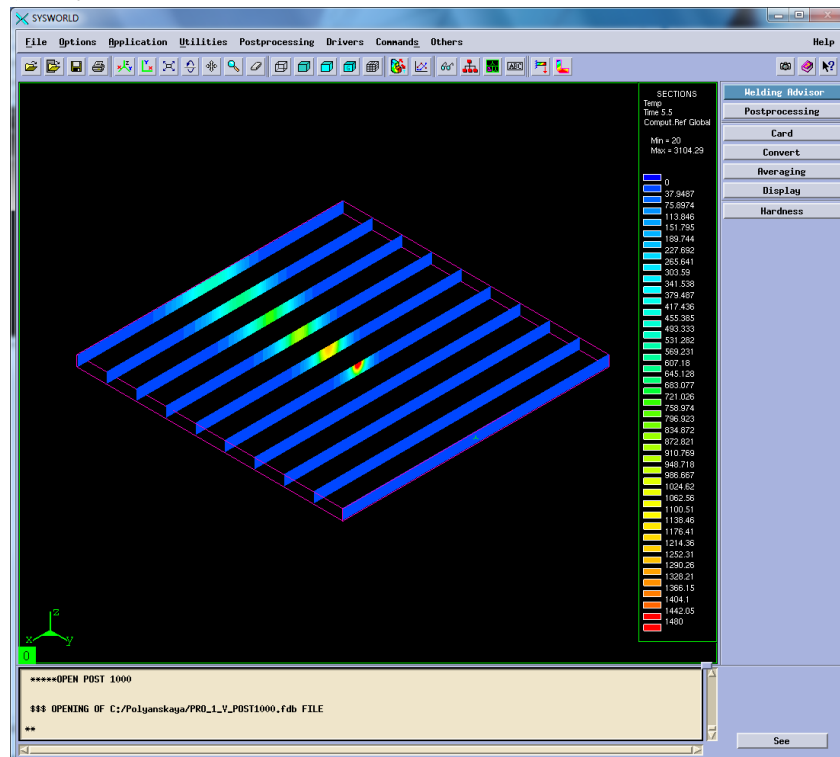 SYSWORLD
File Options Application Utilities Postprocessing Drivers Commands Others Help
ABC
SECTIONS
Temp
Time 5.5
Comput.Ref Global
Min = 20
Max = 3104.29
0
37.9487
75.8974
113.846
151.795
189.744
227.692
265.641
303.59
341.538
379.487
417.436
455.385
493.333
531.282
569.231
607.18
645.128
683.077
721.026
758.974
796.923
834.872
872.821
910.769
948.718
986.667
1024.62
1062.56
1100.51
1138.46
1176.41
1214.36
1252.31
1290.26
1328.21
1366.15
1404.1
1442.05
1480
Welding Advisor
Postprocessing
Card
Convert
Averaging
Display
Hardness
z
x
y
0
*****OPEN POST 1000
$$$ OPENING OF C:/Polyanskaya/PRO_1_V_POST1000.fdb FILE
**
See